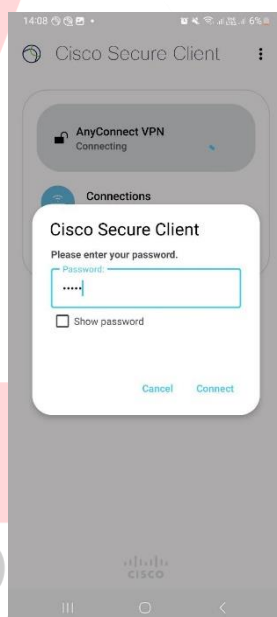 14:08
6%
Cisco Secure Client
AnyConnect VPN
Connecting
Connections
Cisco Secure Client
Please enter your password.
Password:
•••••
Show password
Cancel Connect
cisco